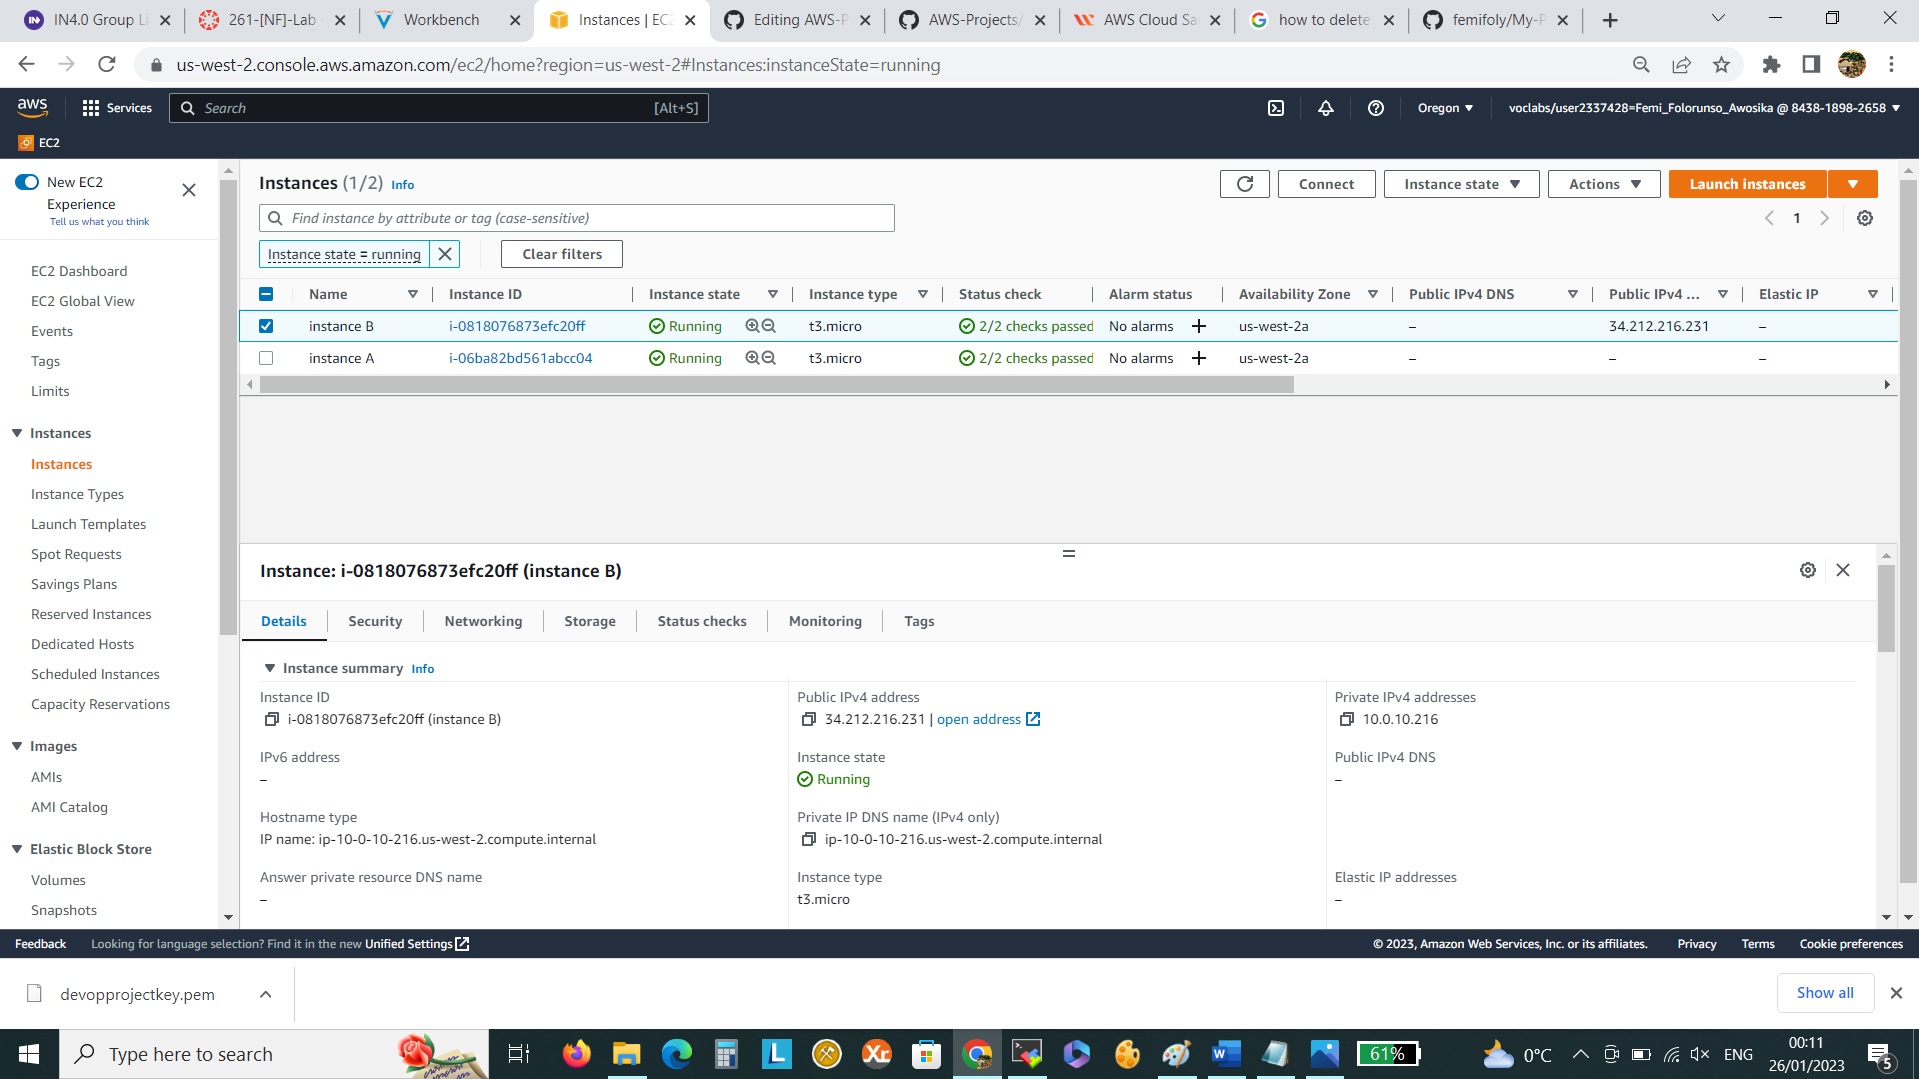 IN4.0 Group Li
261-[NF]-Lab
Workbench
Instances | EC2
Editing AWS-P
AWS-Projects/
AWS Cloud Sa
how to delete
femifoly/My-P
us-west-2.console.aws.amazon.com/ec2/home?region=us-west-2#Instances:instanceState=running
aws
Services
Search
[Alt+S]
Oregon
voclabs/user2337428=Femi_Folorunso_Awosika @ 8438-1898-2658
EC2
New EC2
Experience
Tell us what you think
EC2 Dashboard
EC2 Global View
Events
Tags
Limits
Instances
Instances
Instance Types
Launch Templates
Spot Requests
Savings Plans
Reserved Instances
Dedicated Hosts
Scheduled Instances
Capacity Reservations
Images
AMIs
AMI Catalog
Elastic Block Store
Volumes
Snapshots
Instances (1/2) Info
Connect
Instance state
Actions
Launch instances
Find instance by attribute or tag (case-sensitive)
1
Instance state = running
Clear filters
Name Instance ID Instance state Instance type Status check Alarm status Availability Zone Public IPv4 DNS Public IPv4 ... Elastic IP
instance B i-0818076873efc20ff Running t3.micro 2/2 checks passed No alarms + us-west-2a – 34.212.216.231 –
instance A i-06ba82bd561abcc04 Running t3.micro 2/2 checks passed No alarms + us-west-2a – – –
Instance: i-0818076873efc20ff (instance B)
Details Security Networking Storage Status checks Monitoring Tags
Instance summary Info
Instance ID
i-0818076873efc20ff (instance B)
Public IPv4 address
34.212.216.231 | open address
Private IPv4 addresses
10.0.10.216
IPv6 address
–
Instance state
Running
Public IPv4 DNS
–
Hostname type
IP name: ip-10-0-10-216.us-west-2.compute.internal
Private IP DNS name (IPv4 only)
ip-10-0-10-216.us-west-2.compute.internal
Answer private resource DNS name
–
Instance type
t3.micro
Elastic IP addresses
–
Feedback
Looking for language selection? Find it in the new Unified Settings
© 2023, Amazon Web Services, Inc. or its affiliates.
Privacy
Terms
Cookie preferences
devopprojectkey.pem
Show all
Type here to search
61%
0°C
ENG
00:11
26/01/2023
5